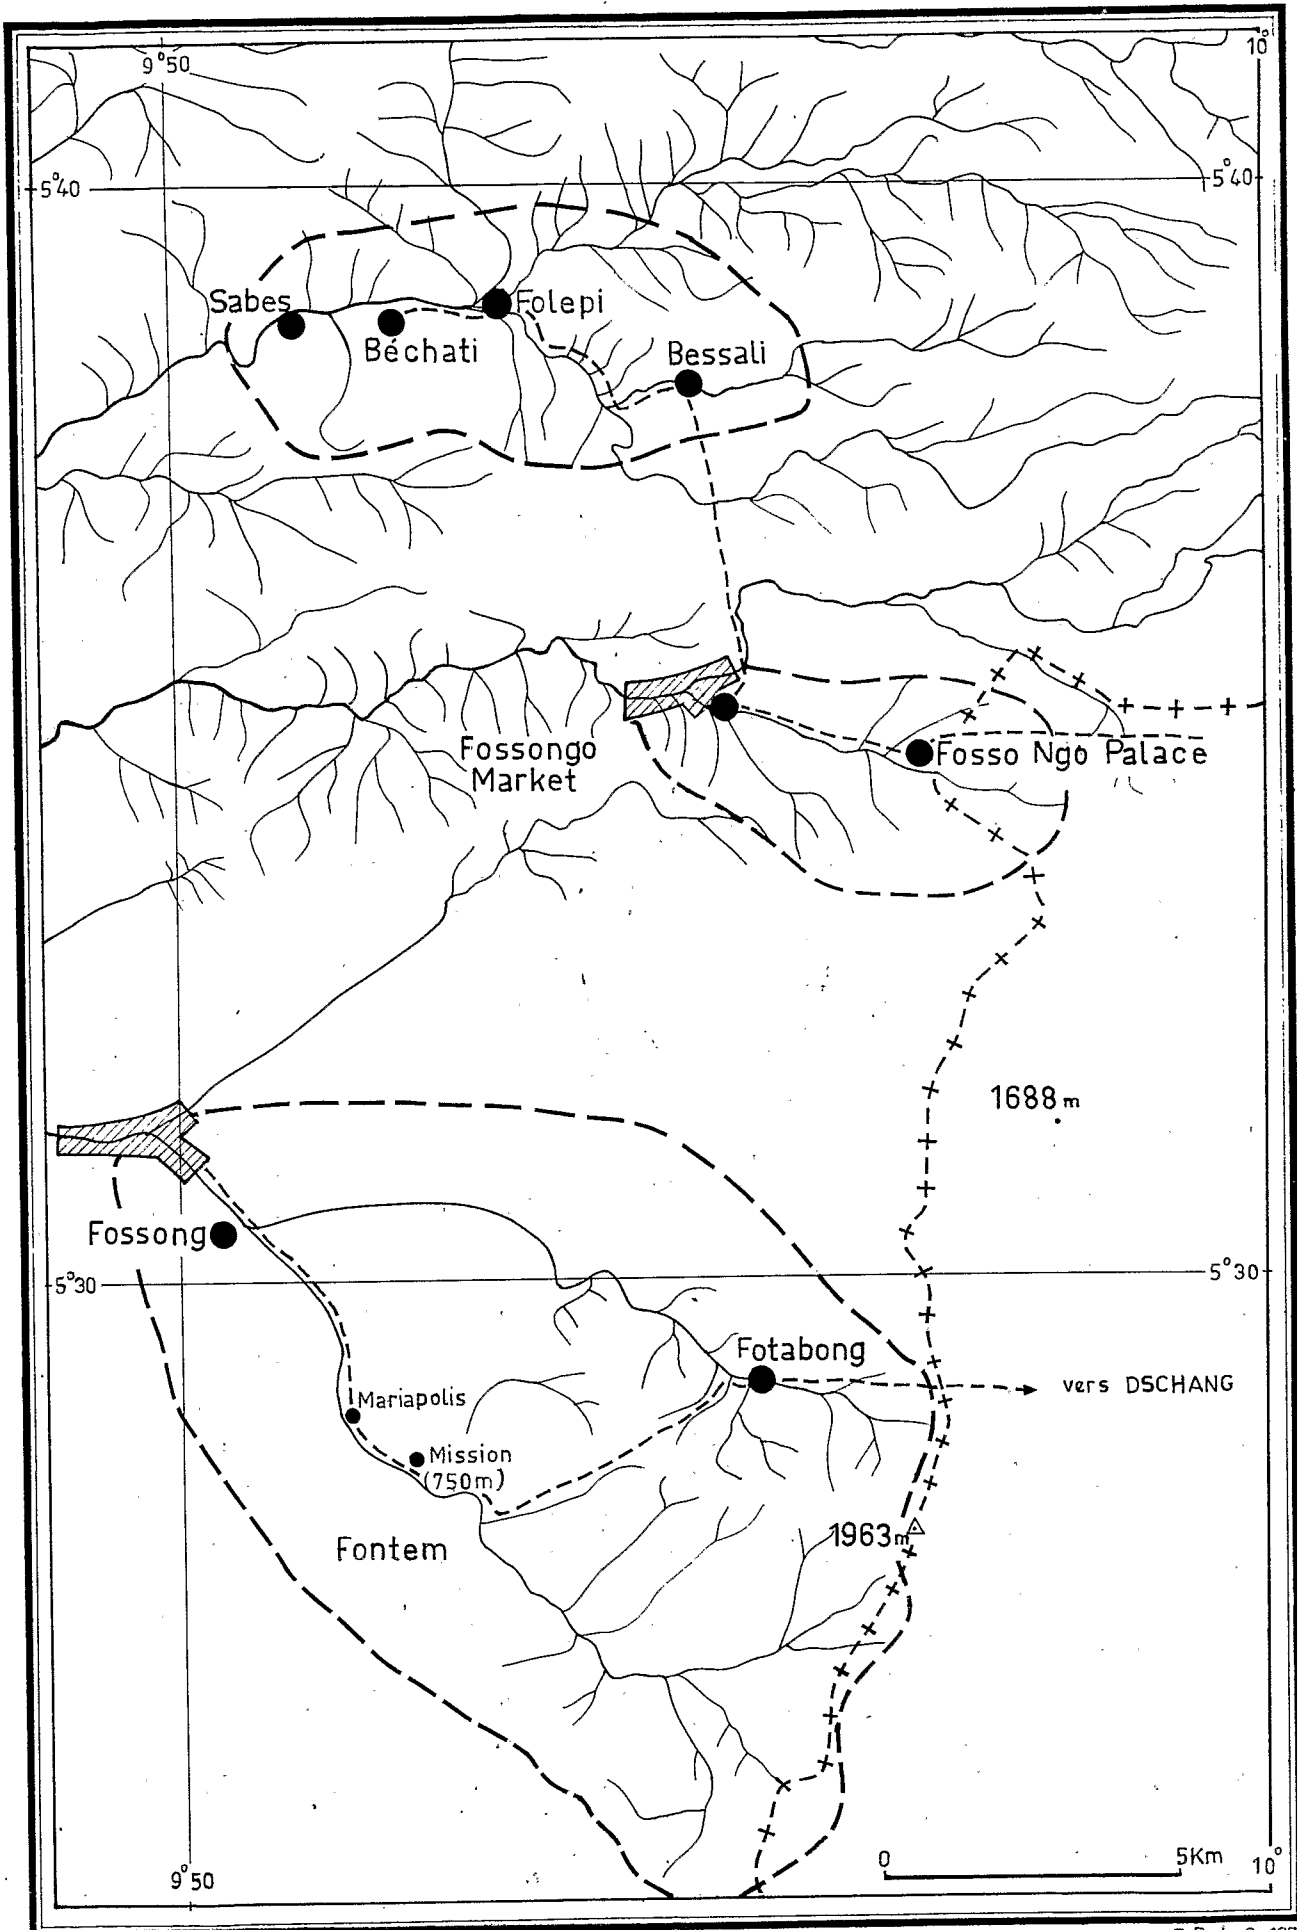 9°50
10°
5°40
5°40
Sabes
Folepi
Béchati
Bessali
Fossongo
Market
Fosso Ngo Palace
1688m
Fossong
5°30
5°30
Fotabong
vers DSCHANG
Mariapolis
Mission
(750m)
1963m
Fontem
0
5Km
9°50
10°